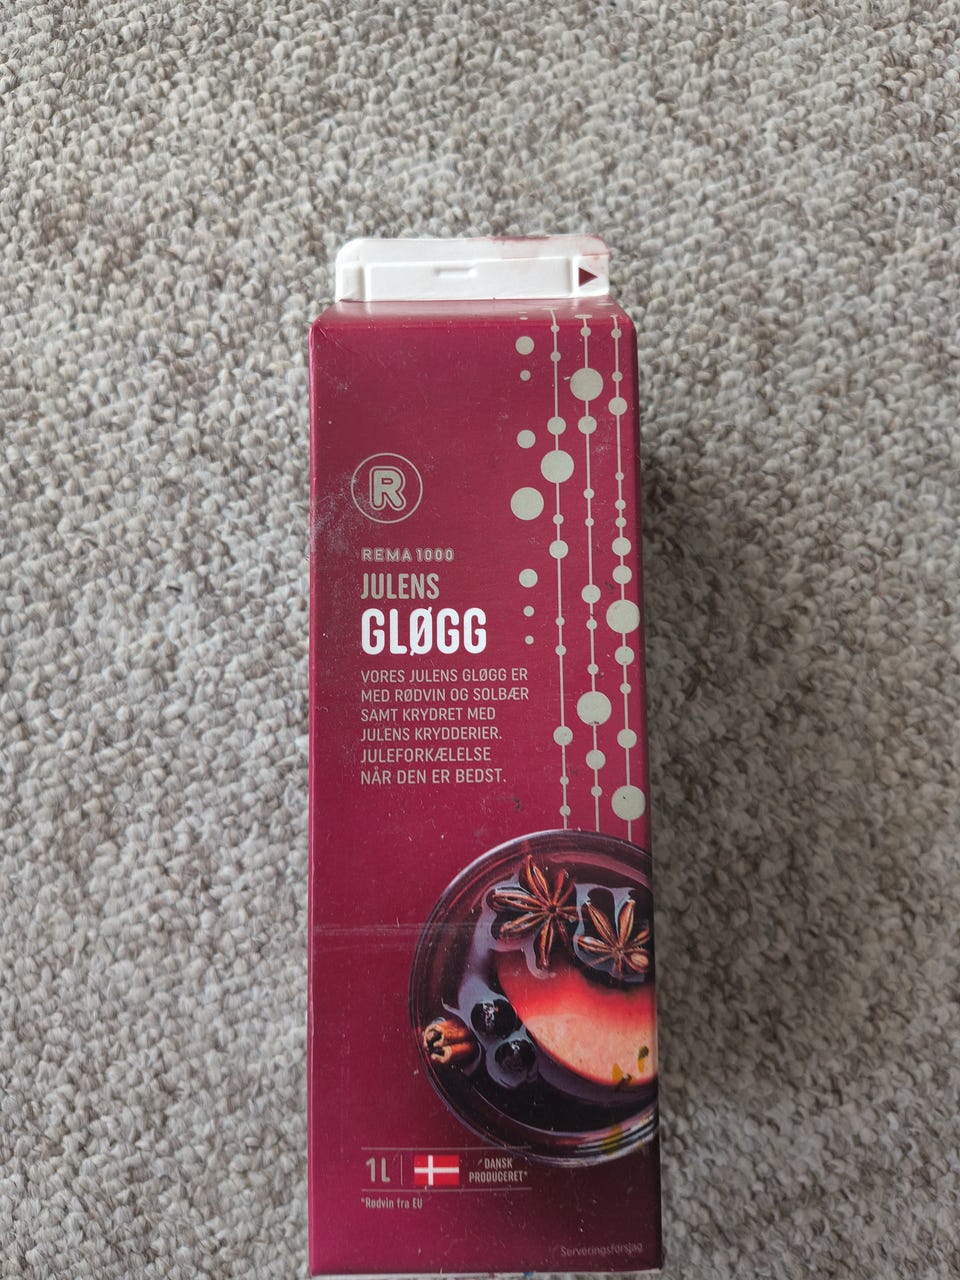 R
REMA 1000
JULENS
GLØGG
VORES JULENS GLØGG ER
MED RØDVIN OG SOLBÆR
SAMT KRYDRET MED
JULENS KRYDDERIER.
JULEFORKÆLELSE
NÅR DEN ER BEDST.
1L
DANSK
PRODUCERET*
*Rødvin fra EU
Serveringsforslag